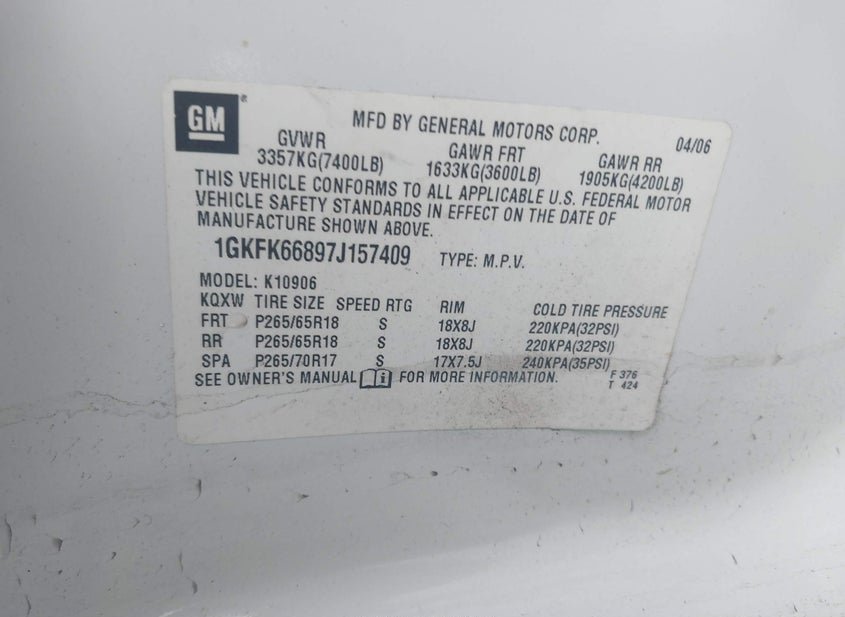 GM®
MFD BY GENERAL MOTORS CORP. 04/06
GVWR GAWR FRT GAWR RR
3357KG(7400LB) 1633KG(3600LB) 1905KG(4200LB)
THIS VEHICLE CONFORMS TO ALL APPLICABLE U.S. FEDERAL MOTOR
VEHICLE SAFETY STANDARDS IN EFFECT ON THE DATE OF
MANUFACTURE SHOWN ABOVE.
1GKFK66897J157409 TYPE: M.P.V.
MODEL: K10906
KQXW TIRE SIZE SPEED RTG RIM COLD TIRE PRESSURE
FRT P265/65R18 S 18X8J 220KPA(32PSI)
RR P265/65R18 S 18X8J 220KPA(32PSI)
SPA P265/70R17 S 17X7.5J 240KPA(35PSI)
SEE OWNER'S MANUAL FOR MORE INFORMATION. F 376
T 424